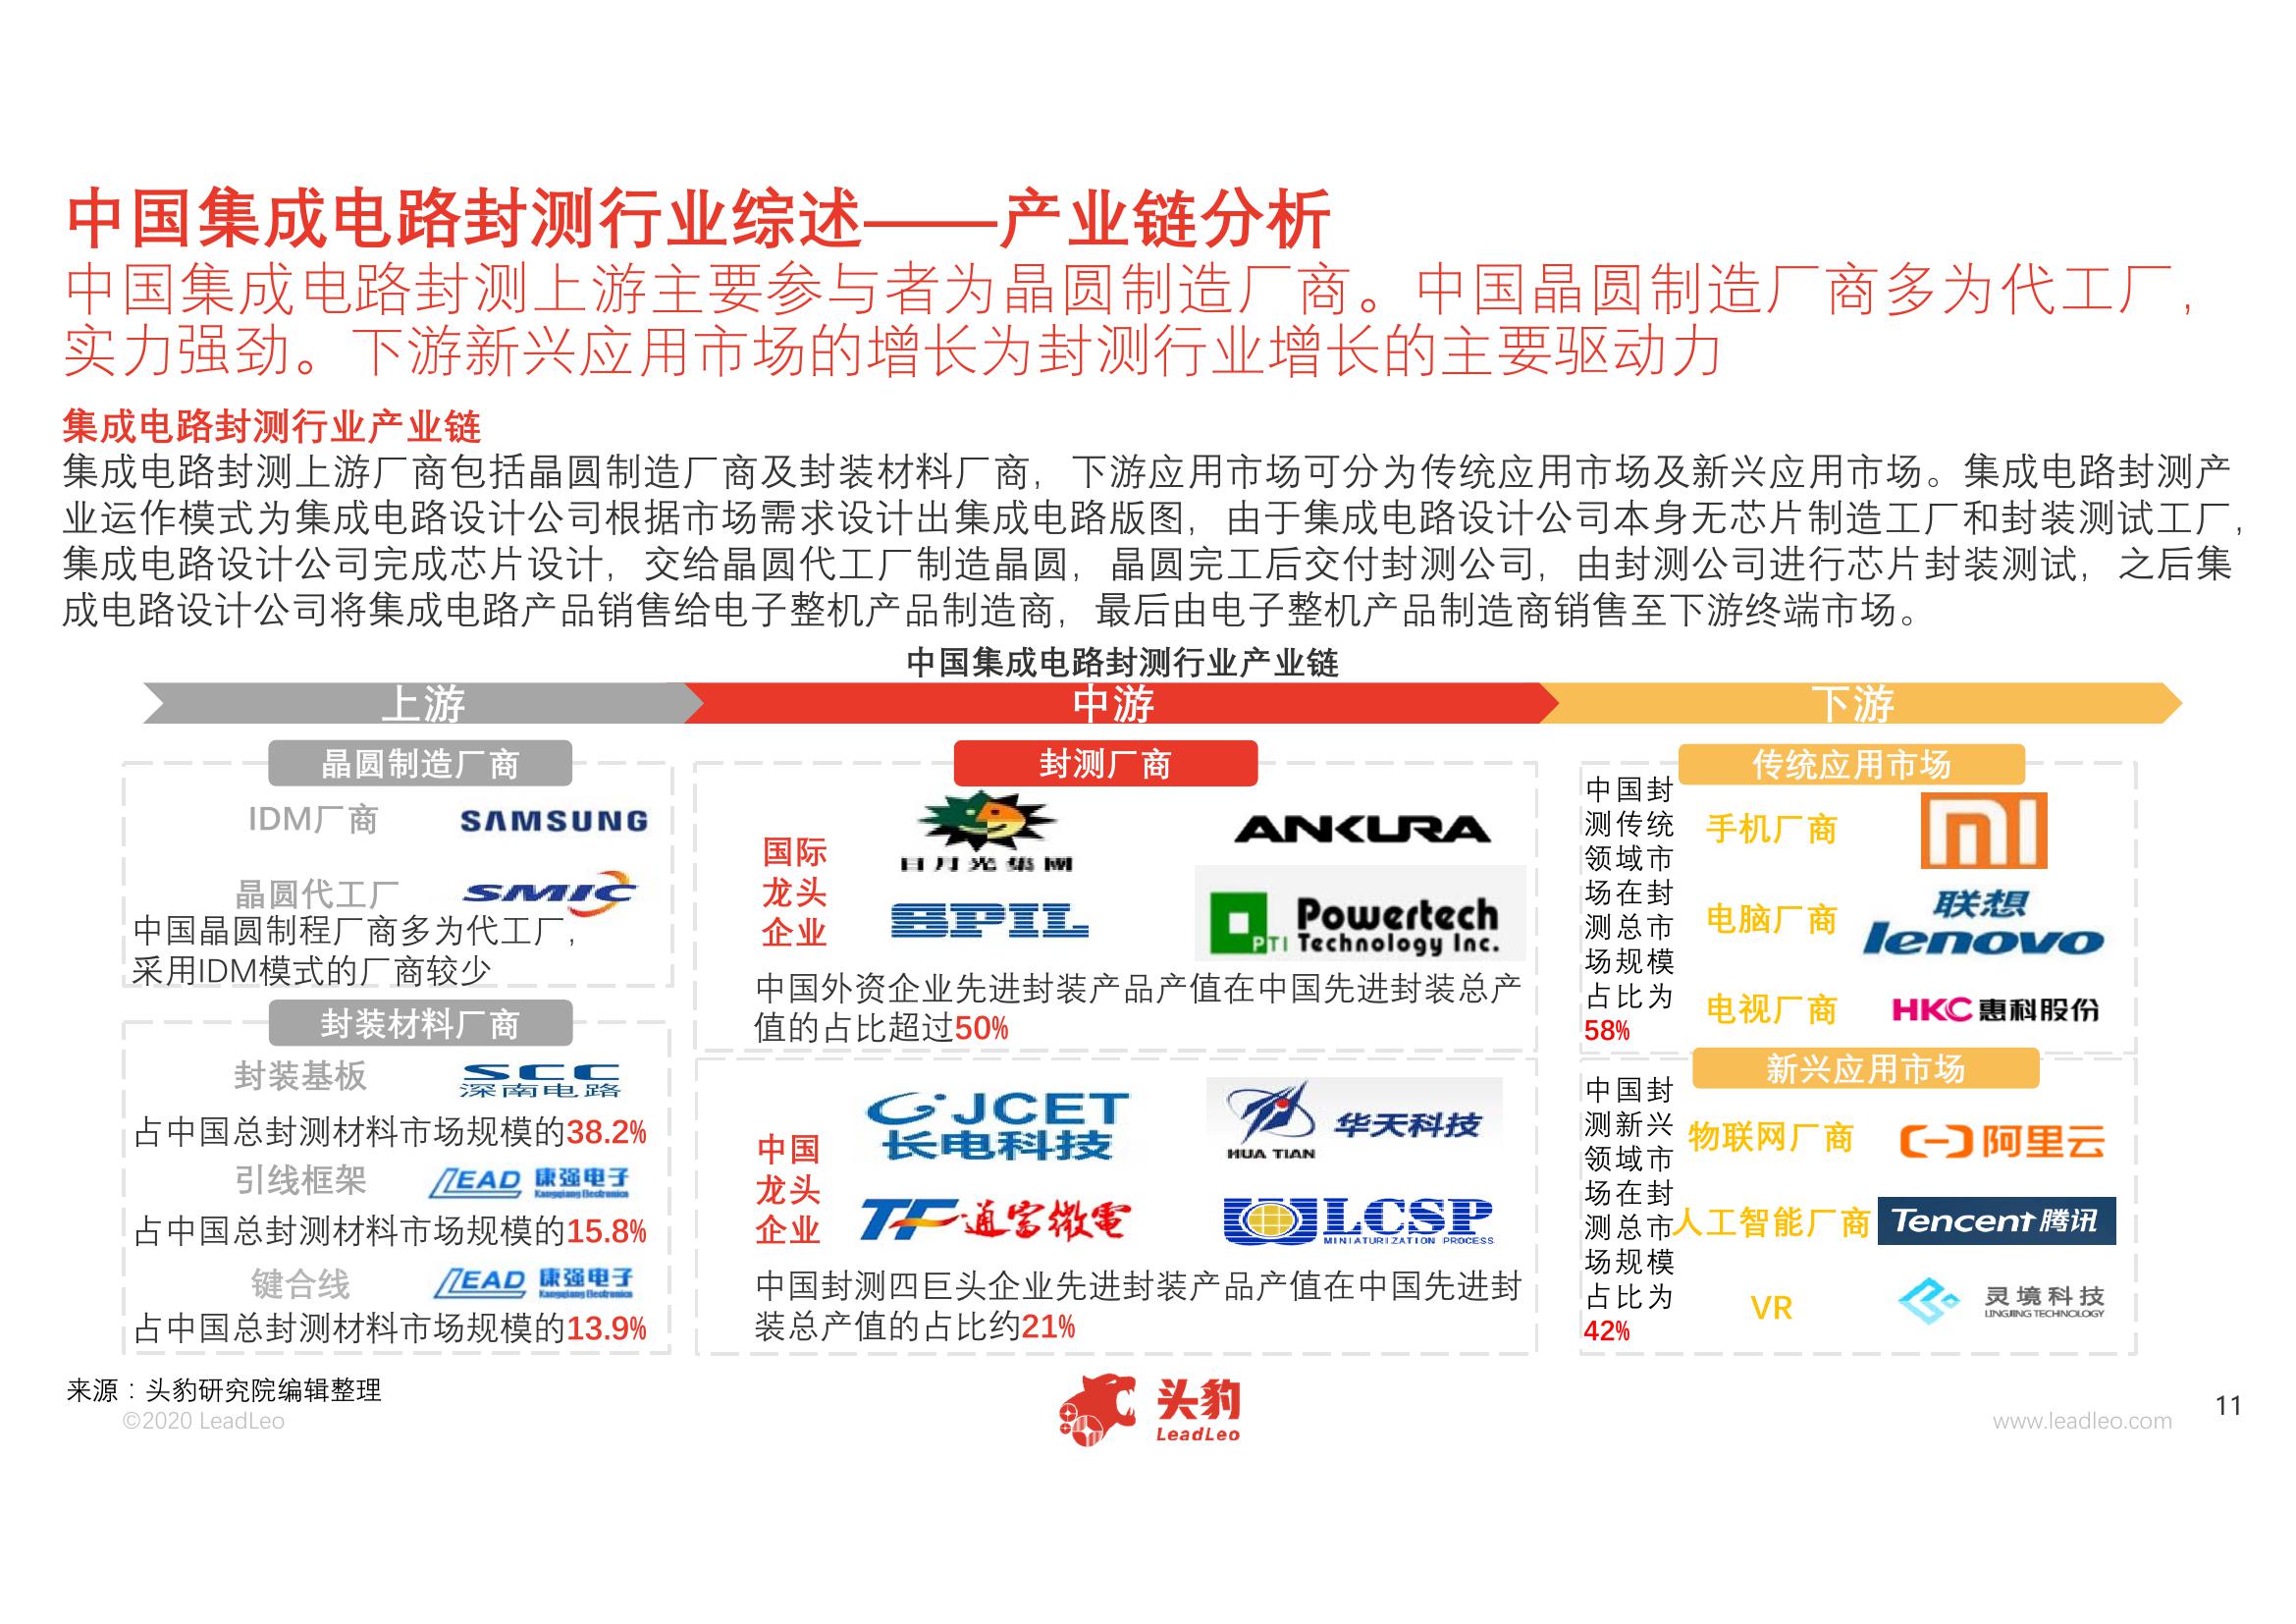 中国集成电路封测行业综述——产业链分析
中国集成电路封测上游主要参与者为晶圆制造厂商。中国晶圆制造厂商多为代工厂，
实力强劲。下游新兴应用市场的增长为封测行业增长的主要驱动力
集成电路封测行业产业链
集成电路封测上游厂商包括晶圆制造厂商及封装材料厂商，下游应用市场可分为传统应用市场及新兴应用市场。集成电路封测产
业运作模式为集成电路设计公司根据市场需求设计出集成电路版图，由于集成电路设计公司本身无芯片制造工厂和封装测试工厂，
集成电路设计公司完成芯片设计，交给晶圆代工厂制造晶圆，晶圆完工后交付封测公司，由封测公司进行芯片封装测试，之后集
成电路设计公司将集成电路产品销售给电子整机产品制造商，最后由电子整机产品制造商销售至下游终端市场。
中国集成电路封测行业产业链
上游
中游
下游
晶圆制造厂商
IDM厂商
SAMSUNG
晶圆代工厂
SMIC
中国晶圆制程厂商多为代工厂，
采用IDM模式的厂商较少
封装材料厂商
封装基板
SCC
深南电路
占中国总封测材料市场规模的38.2%
引线框架
LEAD 康强电子
Kangqiang Electronics
占中国总封测材料市场规模的15.8%
键合线
LEAD 康强电子
Kangqiang Electronics
占中国总封测材料市场规模的13.9%
封测厂商
国际
龙头
企业
日月光集團
ANKURA
SPIL
PTI
Powertech
Technology Inc.
中国外资企业先进封装产品产值在中国先进封装总产
值的占比超过50%
中国
龙头
企业
JCET
长电科技
HUA TIAN
华天科技
TF 通富微電
WLCSP
MINIATURIZATION PROCESS
中国封测四巨头企业先进封装产品产值在中国先进封
装总产值的占比约21%
传统应用市场
中国封
测传统
领域市
场在封
测总市
场规模
占比为
58%
手机厂商
mi
电脑厂商
联想
lenovo
电视厂商
HKC 惠科股份
新兴应用市场
中国封
测新兴
领域市
场在封
测总市
场规模
占比为
42%
物联网厂商
阿里云
人工智能厂商
Tencent 腾讯
VR
灵境科技
LINGJING TECHNOLOGY
来源：头豹研究院编辑整理
©2020 LeadLeo
头豹
LeadLeo
www.leadleo.com
11